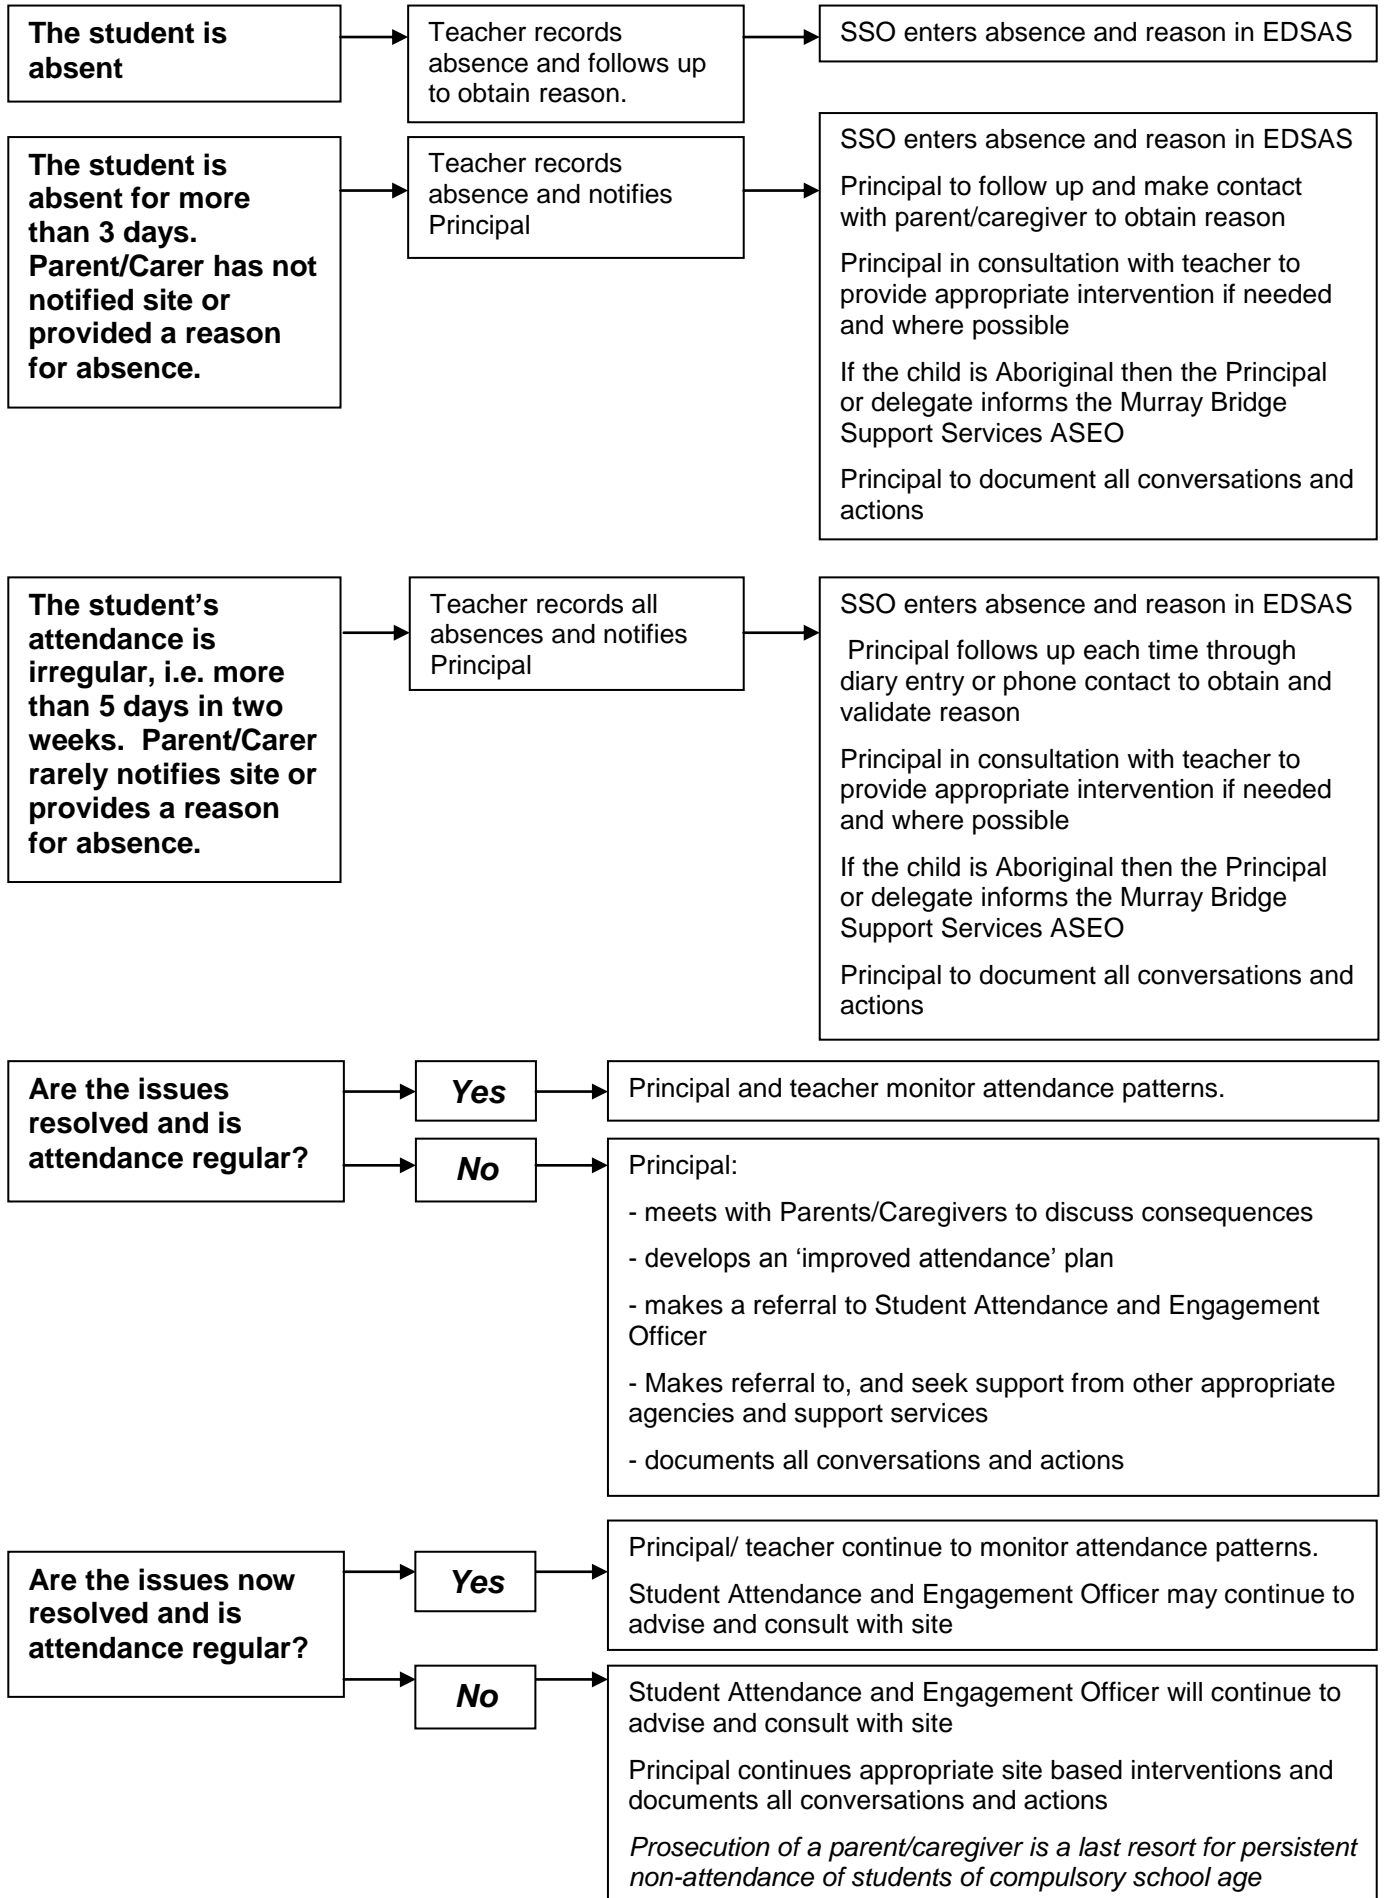 The student is
absent
Teacher records
absence and follows up
to obtain reason.
SSO enters absence and reason in EDSAS
The student is
absent for more
than 3 days.
Parent/Carer has not
notified site or
provided a reason
for absence.
Teacher records
absence and notifies
Principal
SSO enters absence and reason in EDSAS
Principal to follow up and make contact
with parent/caregiver to obtain reason
Principal in consultation with teacher to
provide appropriate intervention if needed
and where possible
If the child is Aboriginal then the Principal
or delegate informs the Murray Bridge
Support Services ASEO
Principal to document all conversations and
actions
The student's
attendance is
irregular, i.e. more
than 5 days in two
weeks.  Parent/Carer
rarely notifies site or
provides a reason
for absence.
Teacher records all
absences and notifies
Principal
SSO enters absence and reason in EDSAS
Principal follows up each time through
diary entry or phone contact to obtain and
validate reason
Principal in consultation with teacher to
provide appropriate intervention if needed
and where possible
If the child is Aboriginal then the Principal
or delegate informs the Murray Bridge
Support Services ASEO
Principal to document all conversations and
actions
Are the issues
resolved and is
attendance regular?
Yes
Principal and teacher monitor attendance patterns.
No
Principal:
- meets with Parents/Caregivers to discuss consequences
- develops an ‘improved attendance’ plan
- makes a referral to Student Attendance and Engagement
Officer
- Makes referral to, and seek support from other appropriate
agencies and support services
- documents all conversations and actions
Are the issues now
resolved and is
attendance regular?
Yes
Principal/ teacher continue to monitor attendance patterns.
Student Attendance and Engagement Officer may continue to
advise and consult with site
No
Student Attendance and Engagement Officer will continue to
advise and consult with site
Principal continues appropriate site based interventions and
documents all conversations and actions
Prosecution of a parent/caregiver is a last resort for persistent
non-attendance of students of compulsory school age